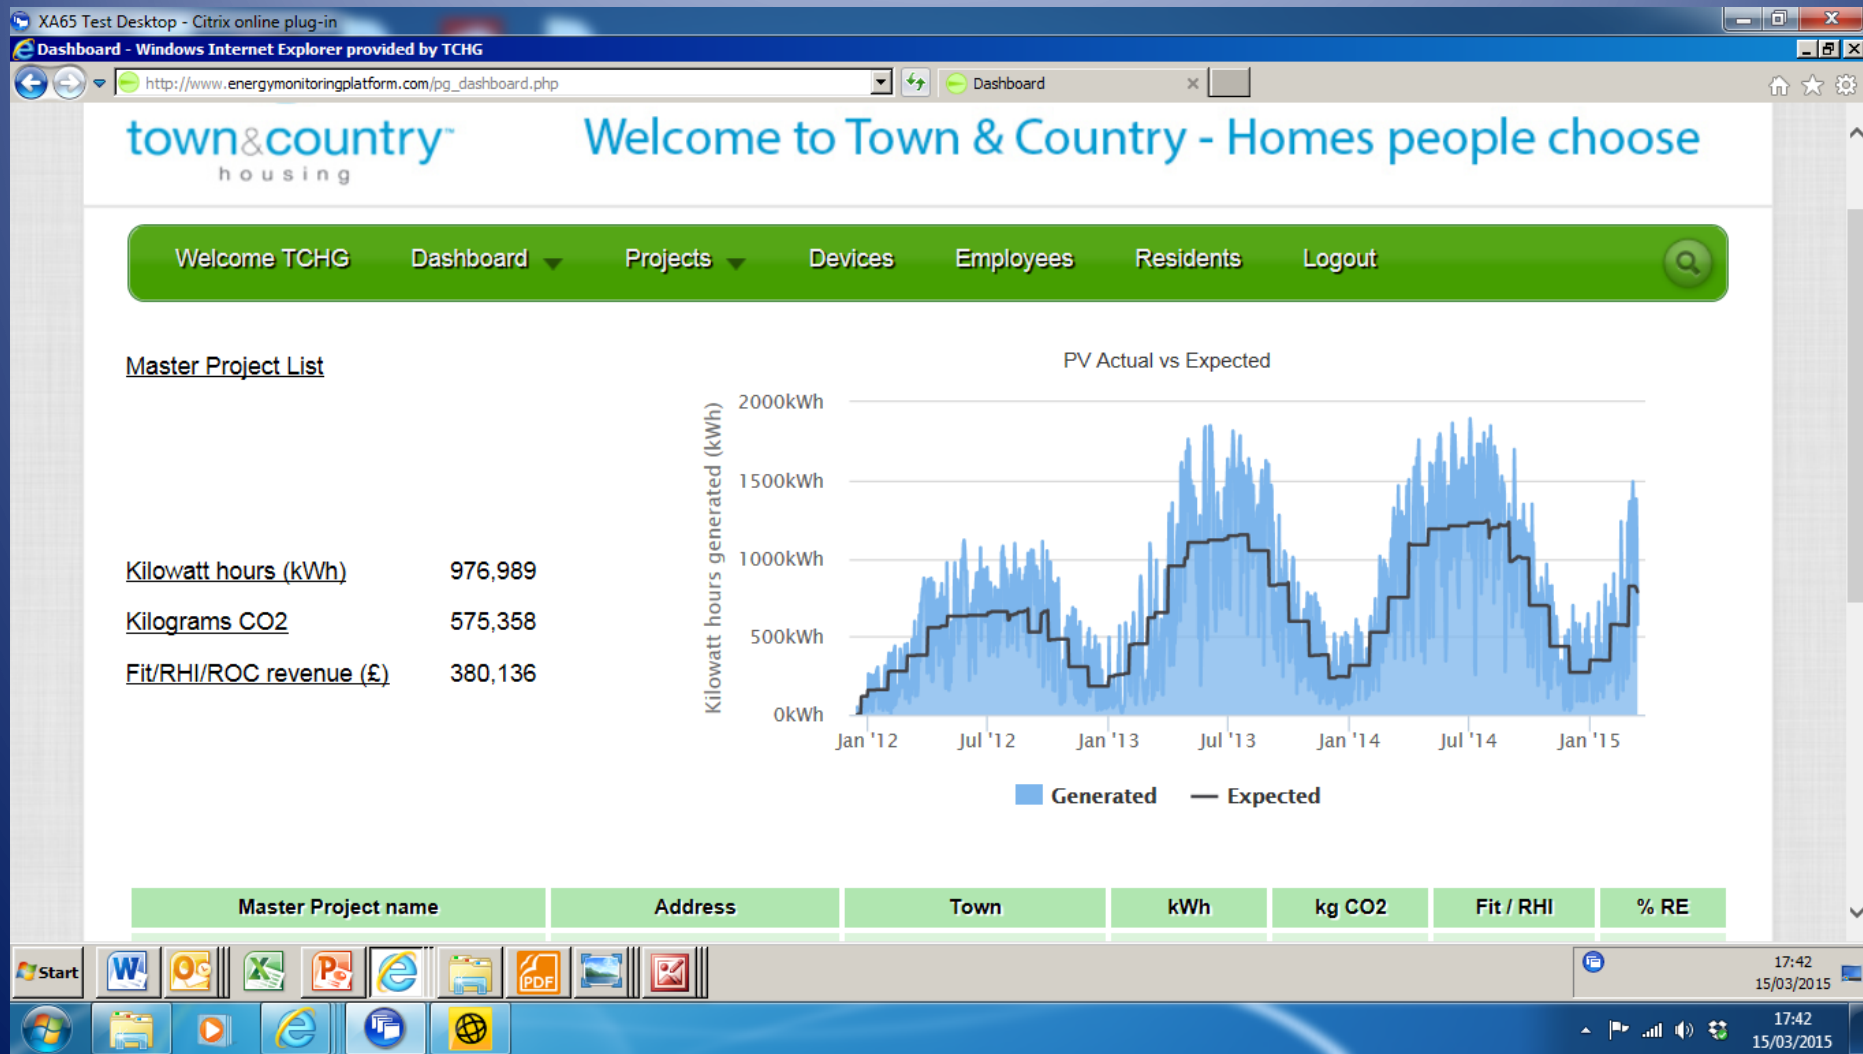 XA65 Test Desktop - Citrix online plug-in
Dashboard - Windows Internet Explorer provided by TCHG
http://www.energymonitoringplatform.com/pg_dashboard.php
Dashboard
town&country™
housing
Welcome to Town & Country - Homes people choose
Welcome TCHG Dashboard Projects Devices Employees Residents Logout
Master Project List
Kilowatt hours (kWh) 976,989
Kilograms CO2 575,358
Fit/RHI/ROC revenue (£) 380,136
PV Actual vs Expected
Kilowatt hours generated (kWh)
2000kWh
1500kWh
1000kWh
500kWh
0kWh
Jan '12 Jul '12 Jan '13 Jul '13 Jan '14 Jul '14 Jan '15
Generated Expected
Master Project name Address Town kWh kg CO2 Fit / RHI % RE
Start
PDF
17:42
15/03/2015
17:42
15/03/2015